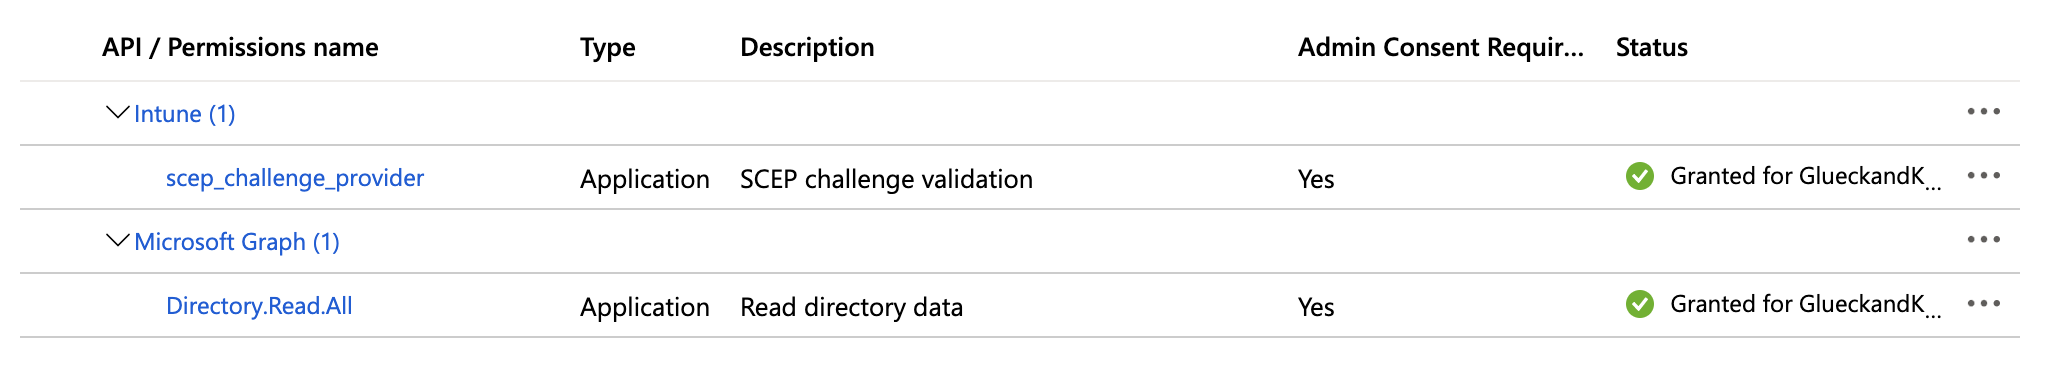 API / Permissions name Type Description Admin Consent Requir... Status
Intune (1)
scep_challenge_provider Application SCEP challenge validation Yes Granted for GlueckandK...
Microsoft Graph (1)
Directory.Read.All Application Read directory data Yes Granted for GlueckandK...